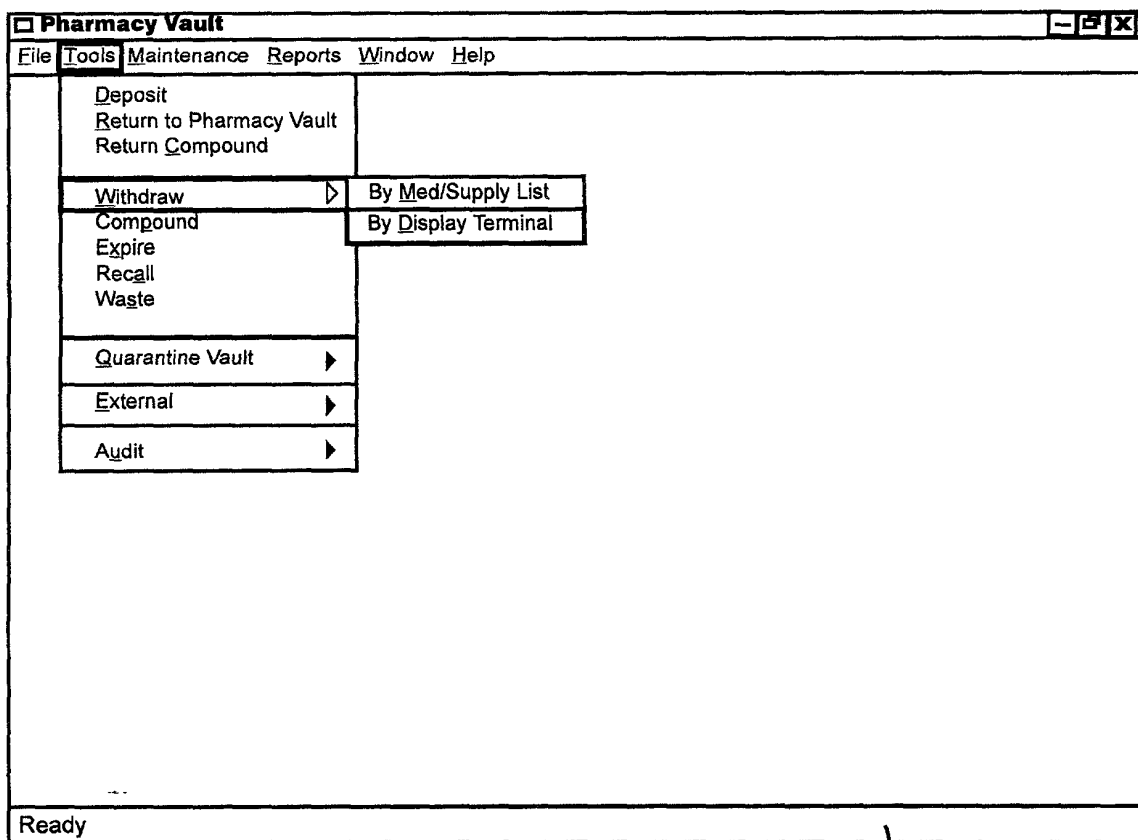 Pharmacy Vault
File Tools Maintenance Reports Window Help
Deposit
Return to Pharmacy Vault
Return Compound
Withdraw By Med/Supply List
Compound By Display Terminal
Expire
Recall
Waste
Quarantine Vault
External
Audit
Ready